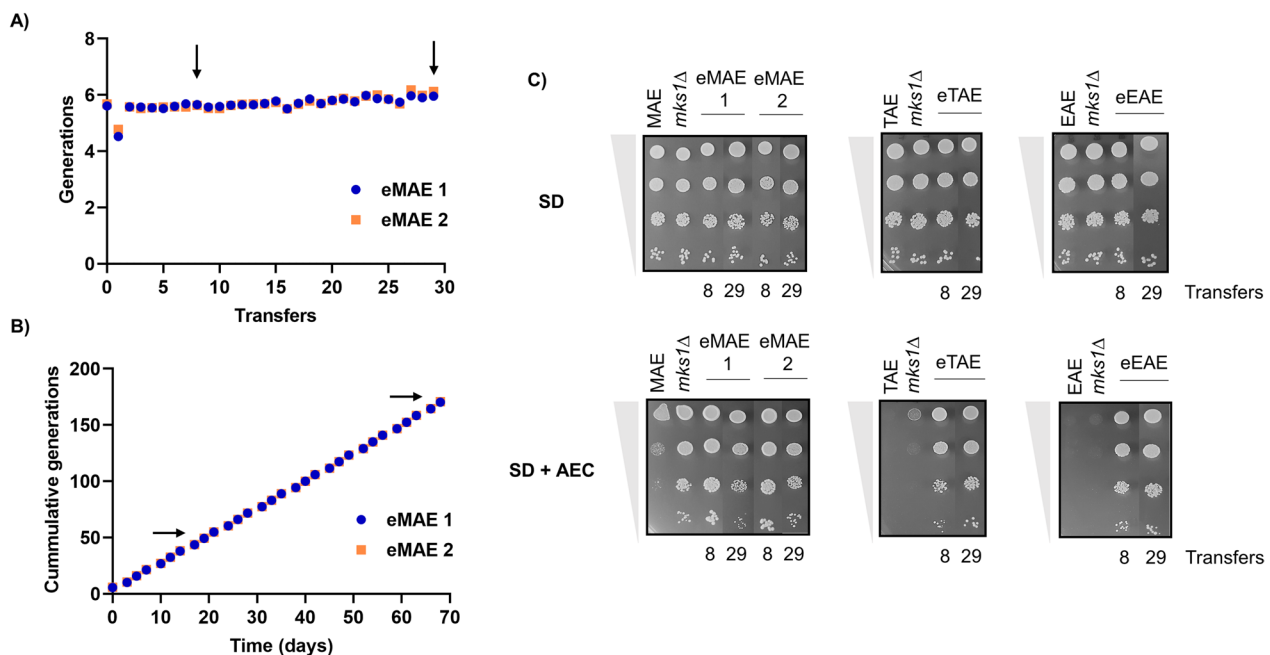 A)
8
6
4
2
0
Generations
0 5 10 15 20 25 30
Transfers
eMAE 1
eMAE 2
B)
200
150
100
50
0
Cummulative generations
0 10 20 30 40 50 60 70
Time (days)
eMAE 1
eMAE 2
C)
SD
MAE mks1Δ eMAE 1 eMAE 2
8 29 8 29
TAE mks1Δ eTAE
8 29
EAE mks1Δ eEAE
8 29 Transfers
SD + AEC
MAE mks1Δ eMAE 1 eMAE 2
8 29 8 29
TAE mks1Δ eTAE
8 29
EAE mks1Δ eEAE
8 29 Transfers